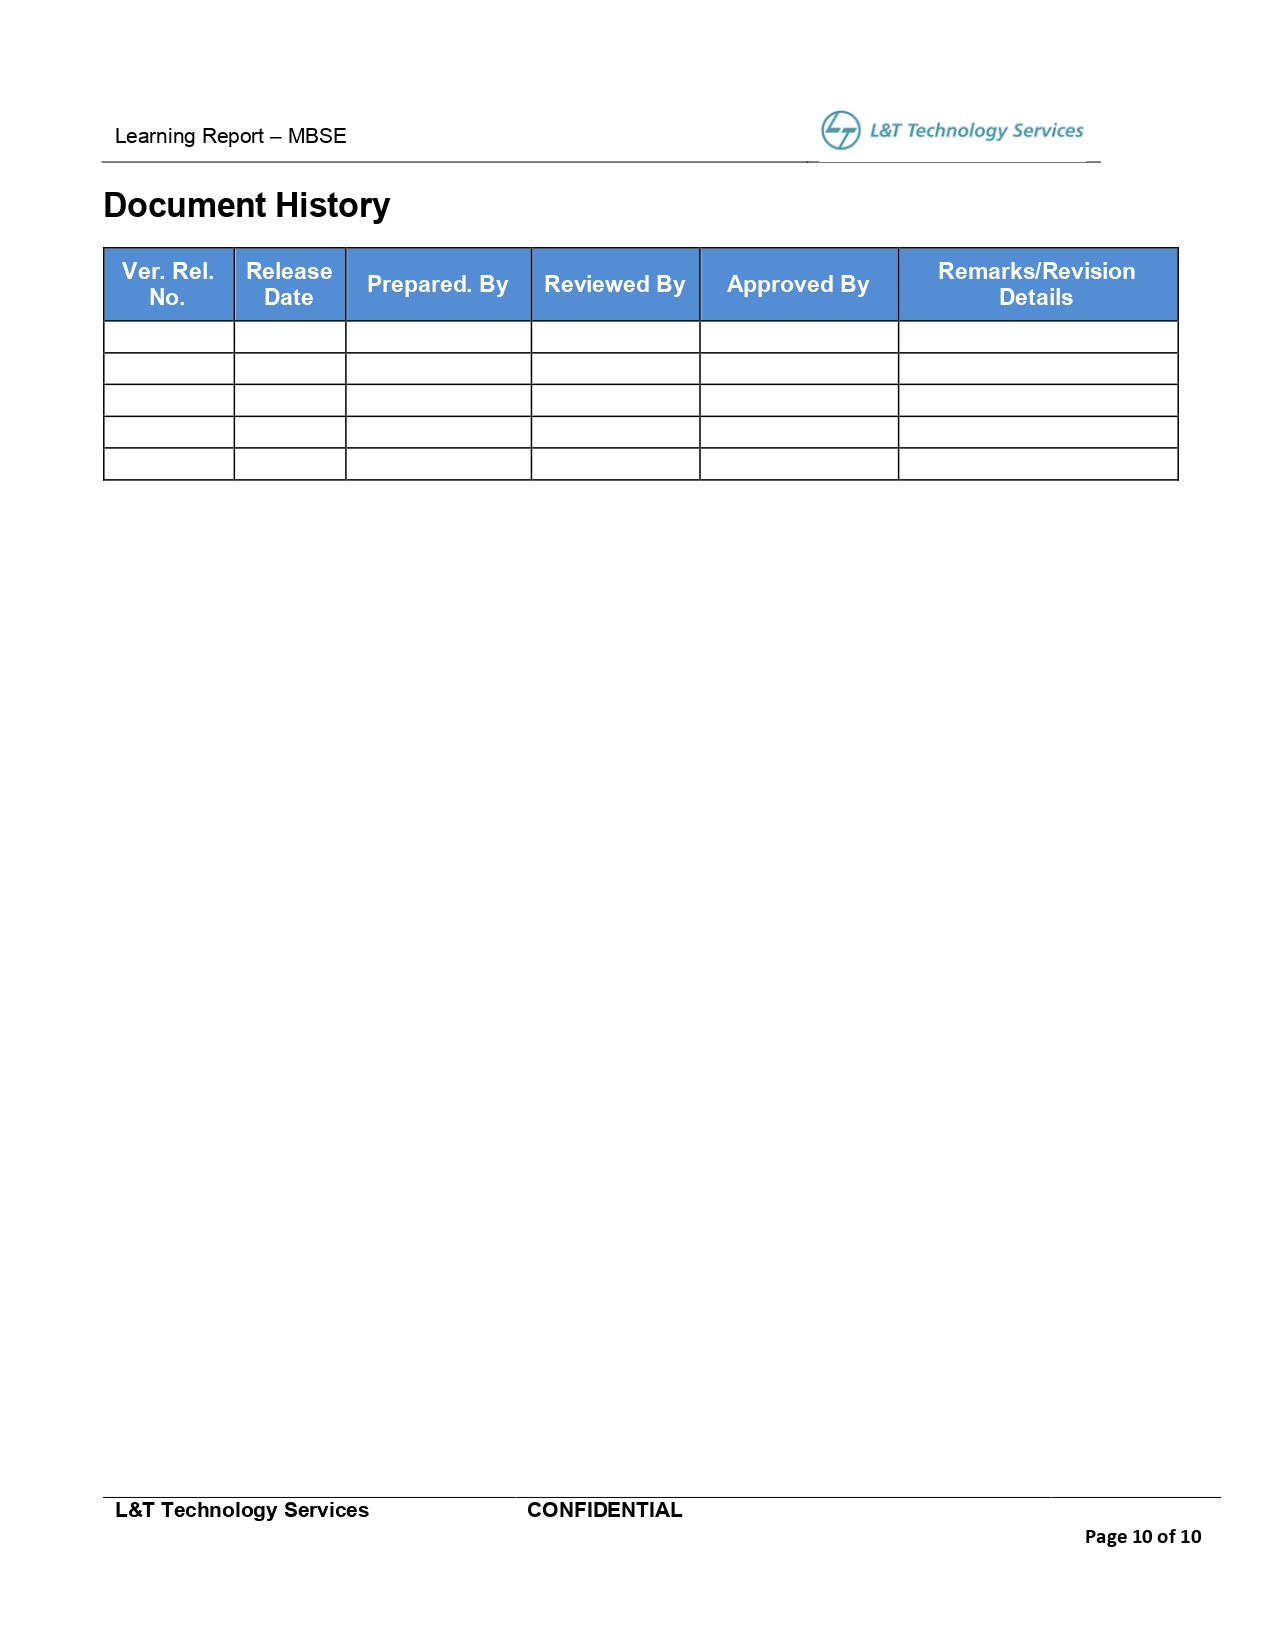 Learning Report – MBSE
L&T Technology Services
Document History
Ver. Rel. No.
Release Date
Prepared. By
Reviewed By
Approved By
Remarks/Revision Details
L&T Technology Services
CONFIDENTIAL
Page 10 of 10